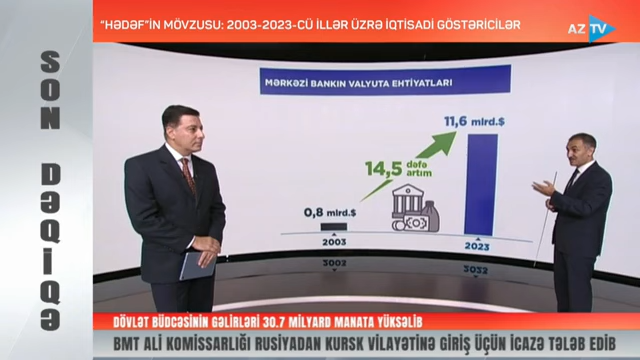 "HƏDƏF"İN MÖVZUSU: 2003-2023-CÜ İLLƏR ÜZRƏ İQTİSADİ GÖSTƏRİCİLƏR
AZTV
SON DƏQİQƏ
MƏRKƏZİ BANKIN VALYUTA EHTİYATLARI
11,6 mlrd.$
14,5 dəfə artım
0,8 mlrd.$
2003
2023
DÖVLƏT BÜDCƏSİNİN GƏLİRLƏRİ 30.7 MİLYARD MANATA YÜKSƏLİB
BMT ALİ KOMİSSARLIĞI RUSİYADAN KURSK VİLAYƏTİNƏ GİRİŞ ÜÇÜN İCAZƏ TƏLƏB EDİB